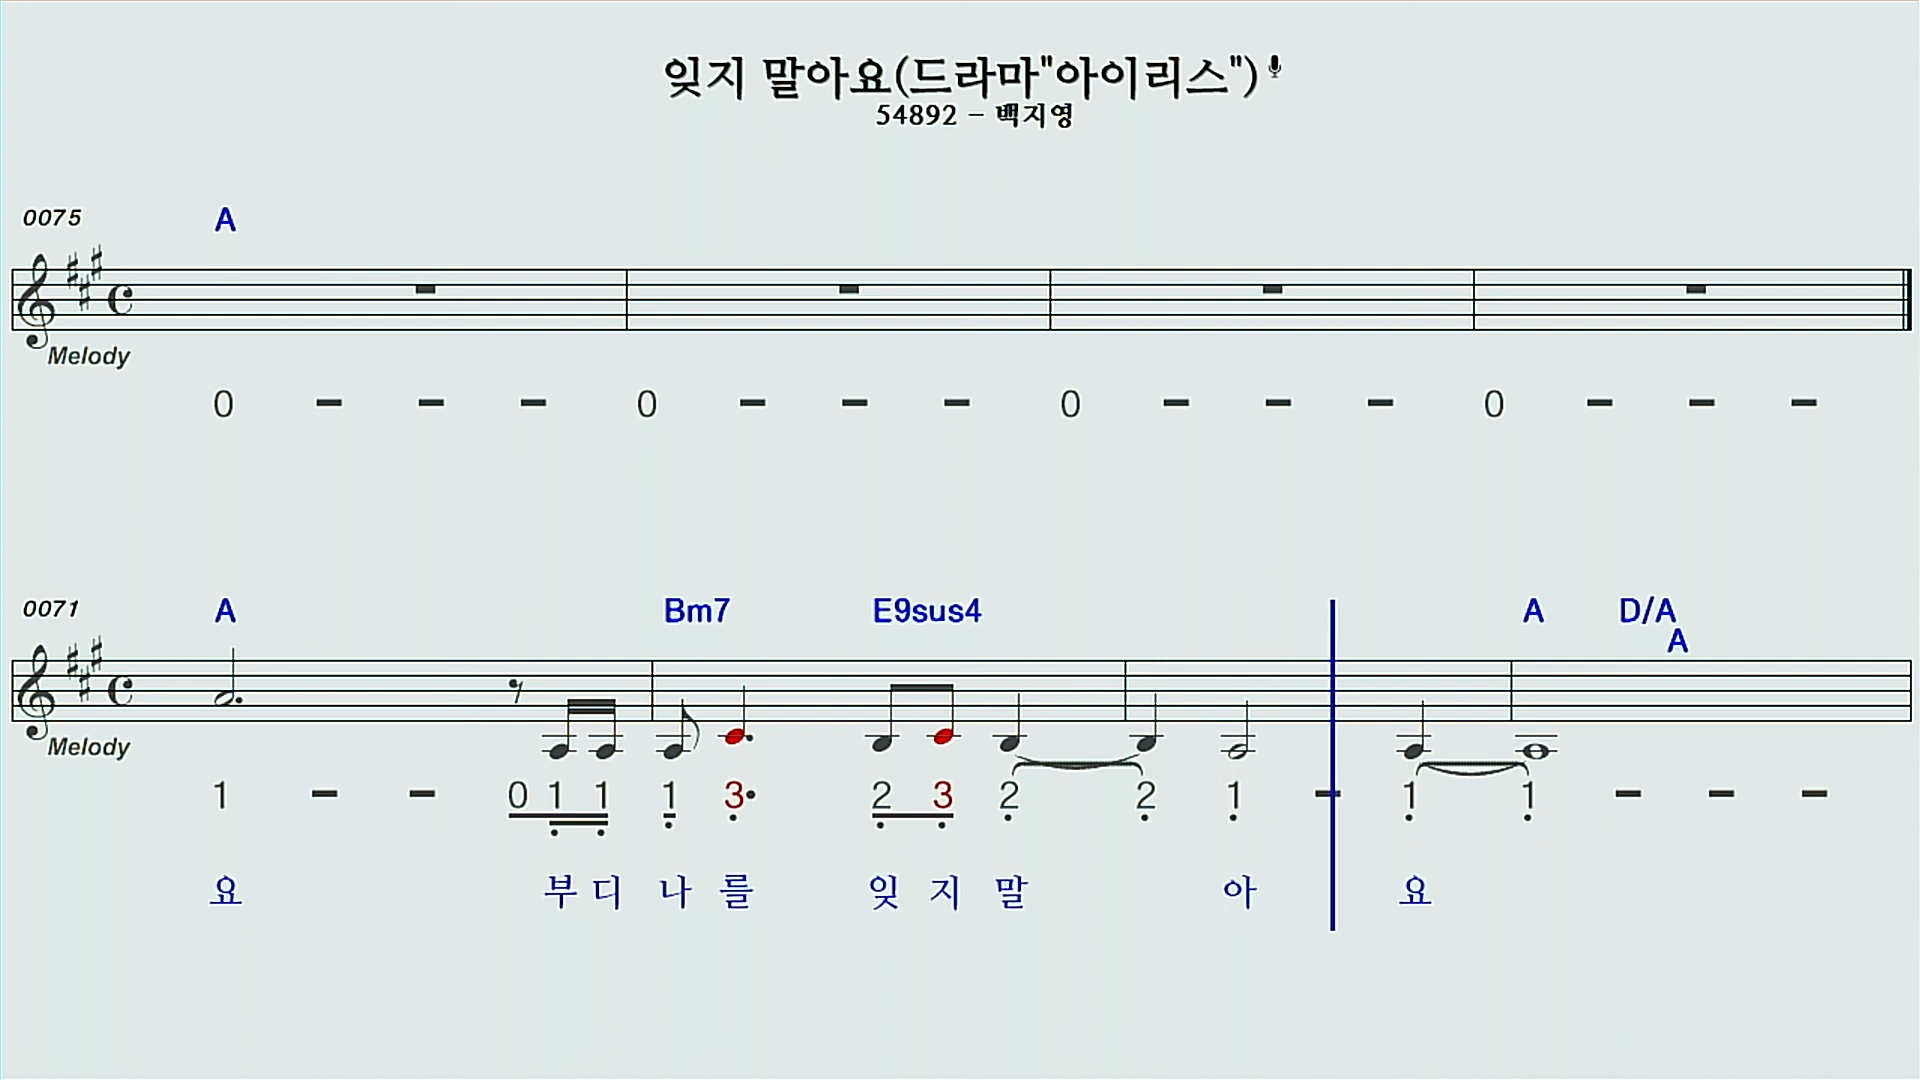 잊지 말아요(드라마"아이리스")
54892 - 백지영
0075 A
Melody
0 - - - 0 - - - 0 - - - 0 - - -
0071 A Bm7 E9sus4 A D/A
A
Melody
1 - - 0 1 1 1 3• 2 3 2 2 1 - 1 1 - - -
요 부 디 나 를 잊 지 말 아 요